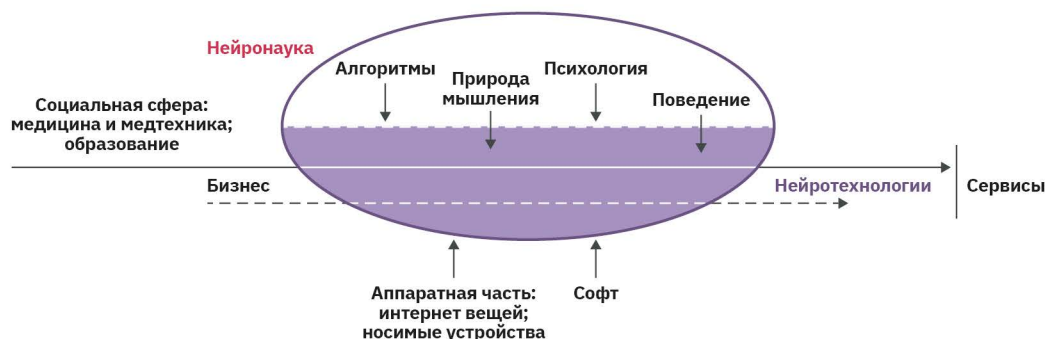 Нейронаука
Алгоритмы
Природа
мышления
Психология
Поведение
Социальная сфера:
медицина и медтехника;
образование
Бизнес
Нейротехнологии
Сервисы
Аппаратная часть:
интернет вещей;
носимые устройства
Софт